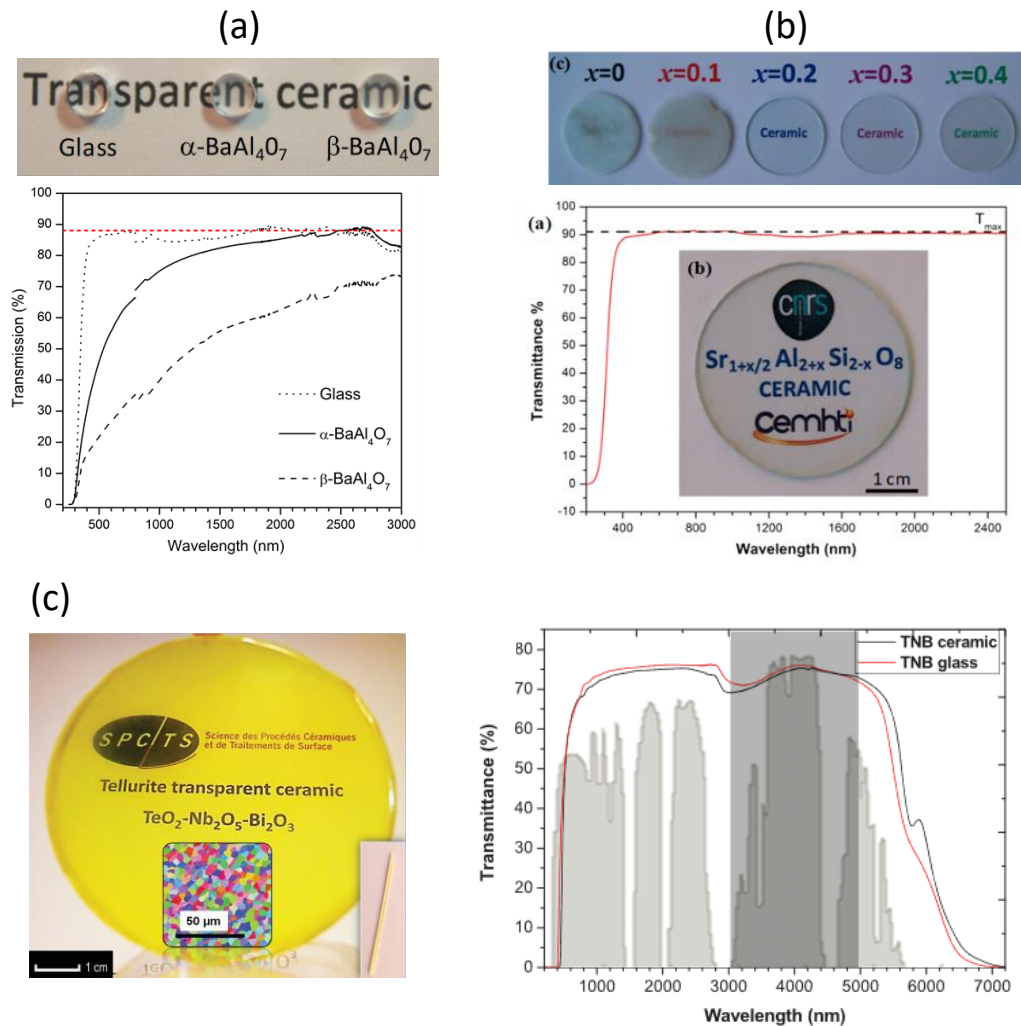 (a)
Transparent ceramic
Glass α-BaAl₄O₇ β-BaAl₄O₇
100
90
80
70
60
50
40
30
20
10
0
Transmission (%)
Glass
α-BaAl₄O₇
β-BaAl₄O₇
500 1000 1500 2000 2500 3000
Wavelength (nm)
(b)
(c) x=0 x=0.1 x=0.2 x=0.3 x=0.4
Ceramic Ceramic Ceramic
(a)
Tmax
100
90
80
70
60
50
40
30
20
10
0
-10
Transmittance %
(b)
cnrs
Sr₁₊ₓ/₂ Al₂₊ₓ Si₂₋ₓ O₈
CERAMIC
Cemhti
1 cm
400 800 1200 1600 2000 2400
Wavelength (nm)
(c)
SPCTS Science des Procédés Céramiques
et de Traitements de Surface
Tellurite transparent ceramic
TeO₂-Nb₂O₅-Bi₂O₃
50 µm
1 cm
TNB ceramic
TNB glass
80
70
60
50
40
30
20
10
0
Transmittance (%)
1000 2000 3000 4000 5000 6000 7000
Wavelength (nm)